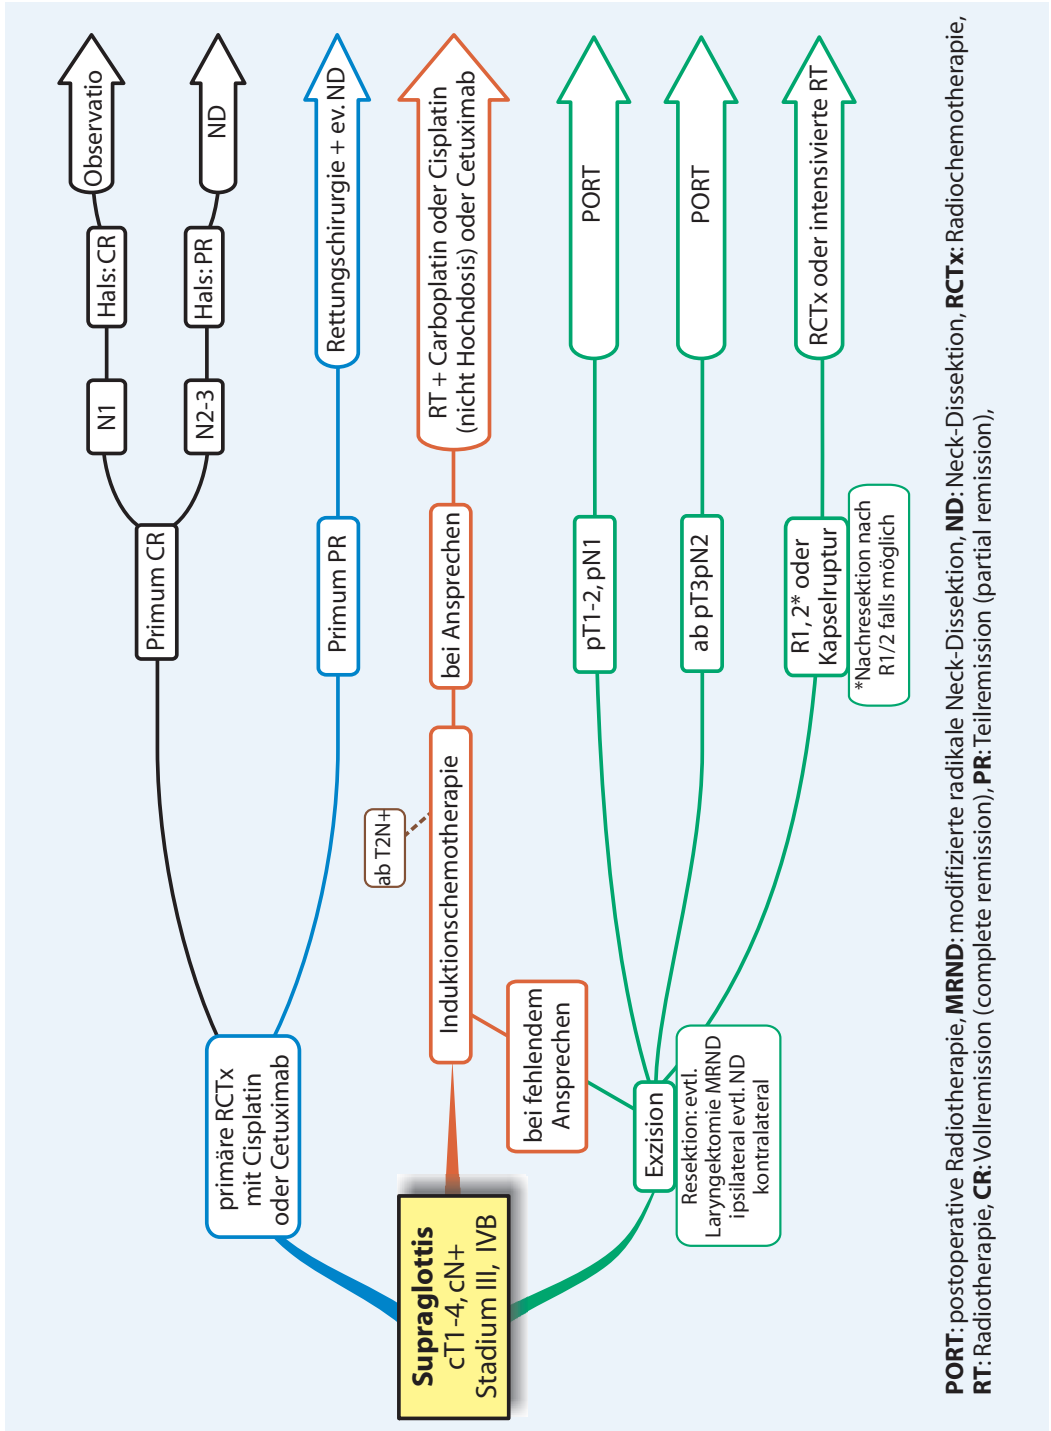 Supraglottis
cT1-4, cN+
Stadium III, IVB
primäre RCTx
mit Cisplatin
oder Cetuximab
Primum CR
N1
Hals: CR
Observatio
N2-3
Hals: PR
ND
Primum PR
Rettungschirurgie + ev. ND
ab T2N+
Induktionschemotherapie
bei Ansprechen
RT + Carboplatin oder Cisplatin
(nicht Hochdosis) oder Cetuximab
bei fehlendem
Ansprechen
Exzision
Resektion: evtl.
Laryngektomie MRND
ipsilateral evtl. ND
kontralateral
pT1-2, pN1
PORT
ab pT3pN2
PORT
R1, 2* oder
Kapselruptur
*Nachresektion nach
R1/2 falls möglich
RCTx oder intensivierte RT
PORT: postoperative Radiotherapie, MRND: modifizierte radikale Neck-Dissektion, ND: Neck-Dissektion, RCTx: Radiochemotherapie,
RT: Radiotherapie, CR: Vollremission (complete remission), PR: Teilremission (partial remission),